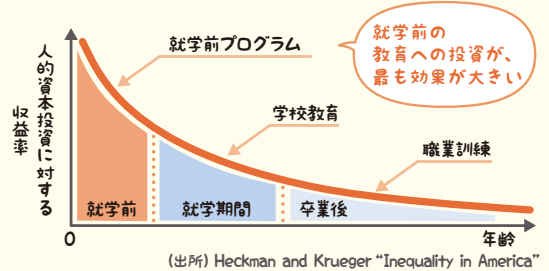 就学前の
教育への投資が、
最も効果が大きい
就学前プログラム
学校教育
職業訓練
人的資本投資に対する
収益率
就学前
就学期間
卒業後
0
年齢
(出所) Heckman and Krueger “Inequality in America”